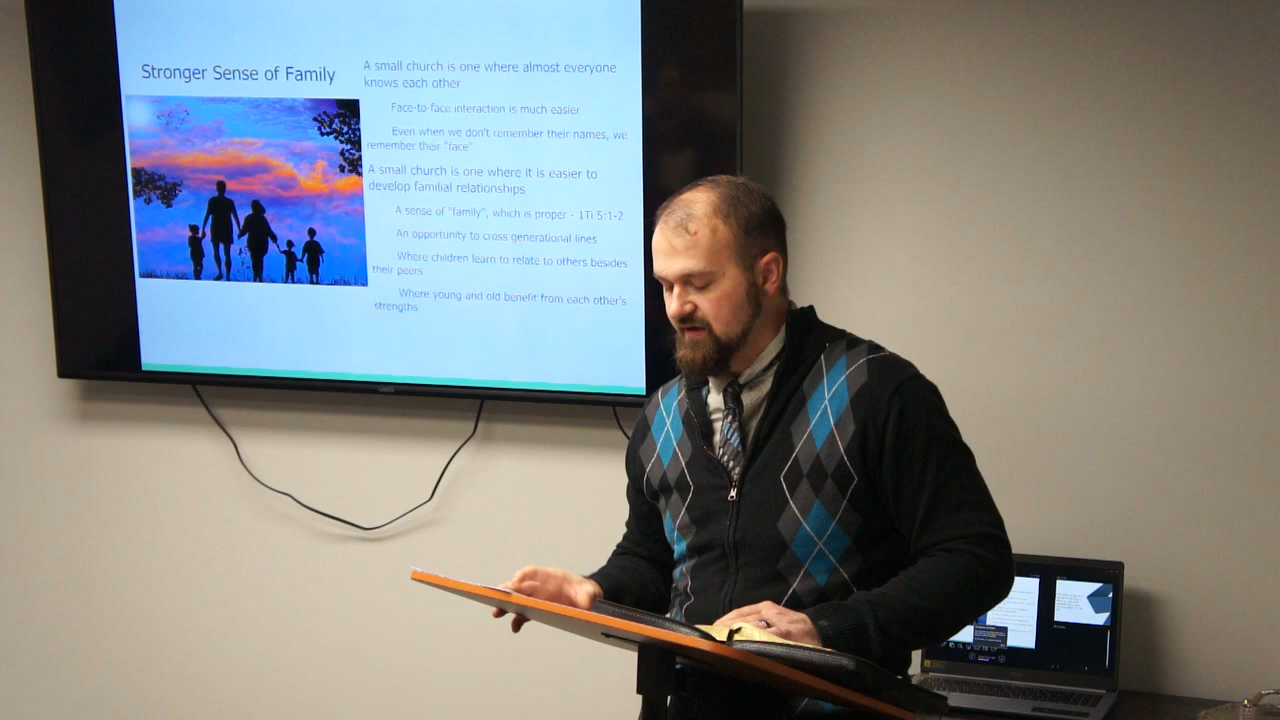 Stronger Sense of Family
A small church is one where almost everyone
knows each other
Face-to-face interaction is much easier
Even when we don't remember their names, we
remember their "face"
A small church is one where it is easier to
develop familial relationships
A sense of "family", which is proper - 1Ti 5:1-2
An opportunity to cross generational lines
Where children learn to relate to others besides
their peers
Where young and old benefit from each other's
strengths